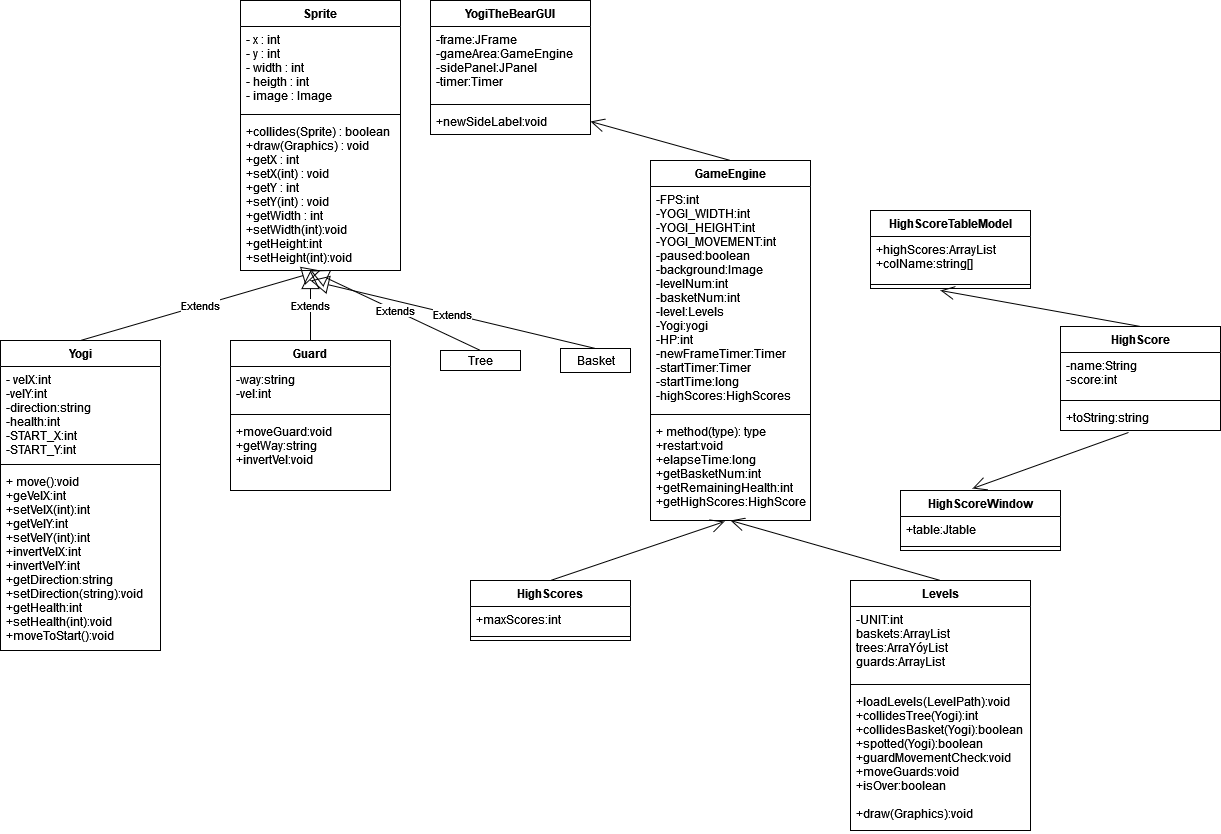 Sprite
- x : int
- y : int
- width : int
- heigth : int
- image : Image
+collides(Sprite) : boolean
+draw(Graphics) : void
+getX : int
+setX(int) : void
+getY : int
+setY(int) : void
+getWidth : int
+setWidth(int):void
+getHeight:int
+setHeight(int):void
YogiTheBearGUI
-frame:JFrame
-gameArea:GameEngine
-sidePanel:JPanel
-timer:Timer
+newSideLabel:void
GameEngine
-FPS:int
-YOGI_WIDTH:int
-YOGI_HEIGHT:int
-YOGI_MOVEMENT:int
-paused:boolean
-background:Image
-levelNum:int
-basketNum:int
-level:Levels
-Yogi:yogi
-HP:int
-newFrameTimer:Timer
-startTimer:Timer
-startTime:long
-highScores:HighScores
+ method(type): type
+restart:void
+elapseTime:long
+getBasketNum:int
+getRemainingHealth:int
+getHighScores:HighScore
HighScoreTableModel
+highScores:ArrayList
+colName:string[]
HighScore
-name:String
-score:int
+toString:string
HighScoreWindow
+table:Jtable
Extends
Extends
Extends
Extends
Yogi
- velX:int
-velY:int
-direction:string
-health:int
-START_X:int
-START_Y:int
+ move():void
+geVelX:int
+setVelX(int):int
+getVelY:int
+setVelY(int):int
+invertVelX:int
+invertVelY:int
+getDirection:string
+setDirection(string):void
+getHealth:int
+setHealth(int):void
+moveToStart():void
Guard
-way:string
-vel:int
+moveGuard:void
+getWay:string
+invertVel:void
Tree
Basket
HighScores
+maxScores:int
Levels
-UNIT:int
baskets:ArrayList
trees:ArraYóyList
guards:ArrayList
+loadLevels(LevelPath):void
+collidesTree(Yogi):int
+collidesBasket(Yogi):boolean
+spotted(Yogi):boolean
+guardMovementCheck:void
+moveGuards:void
+isOver:boolean
+draw(Graphics):void